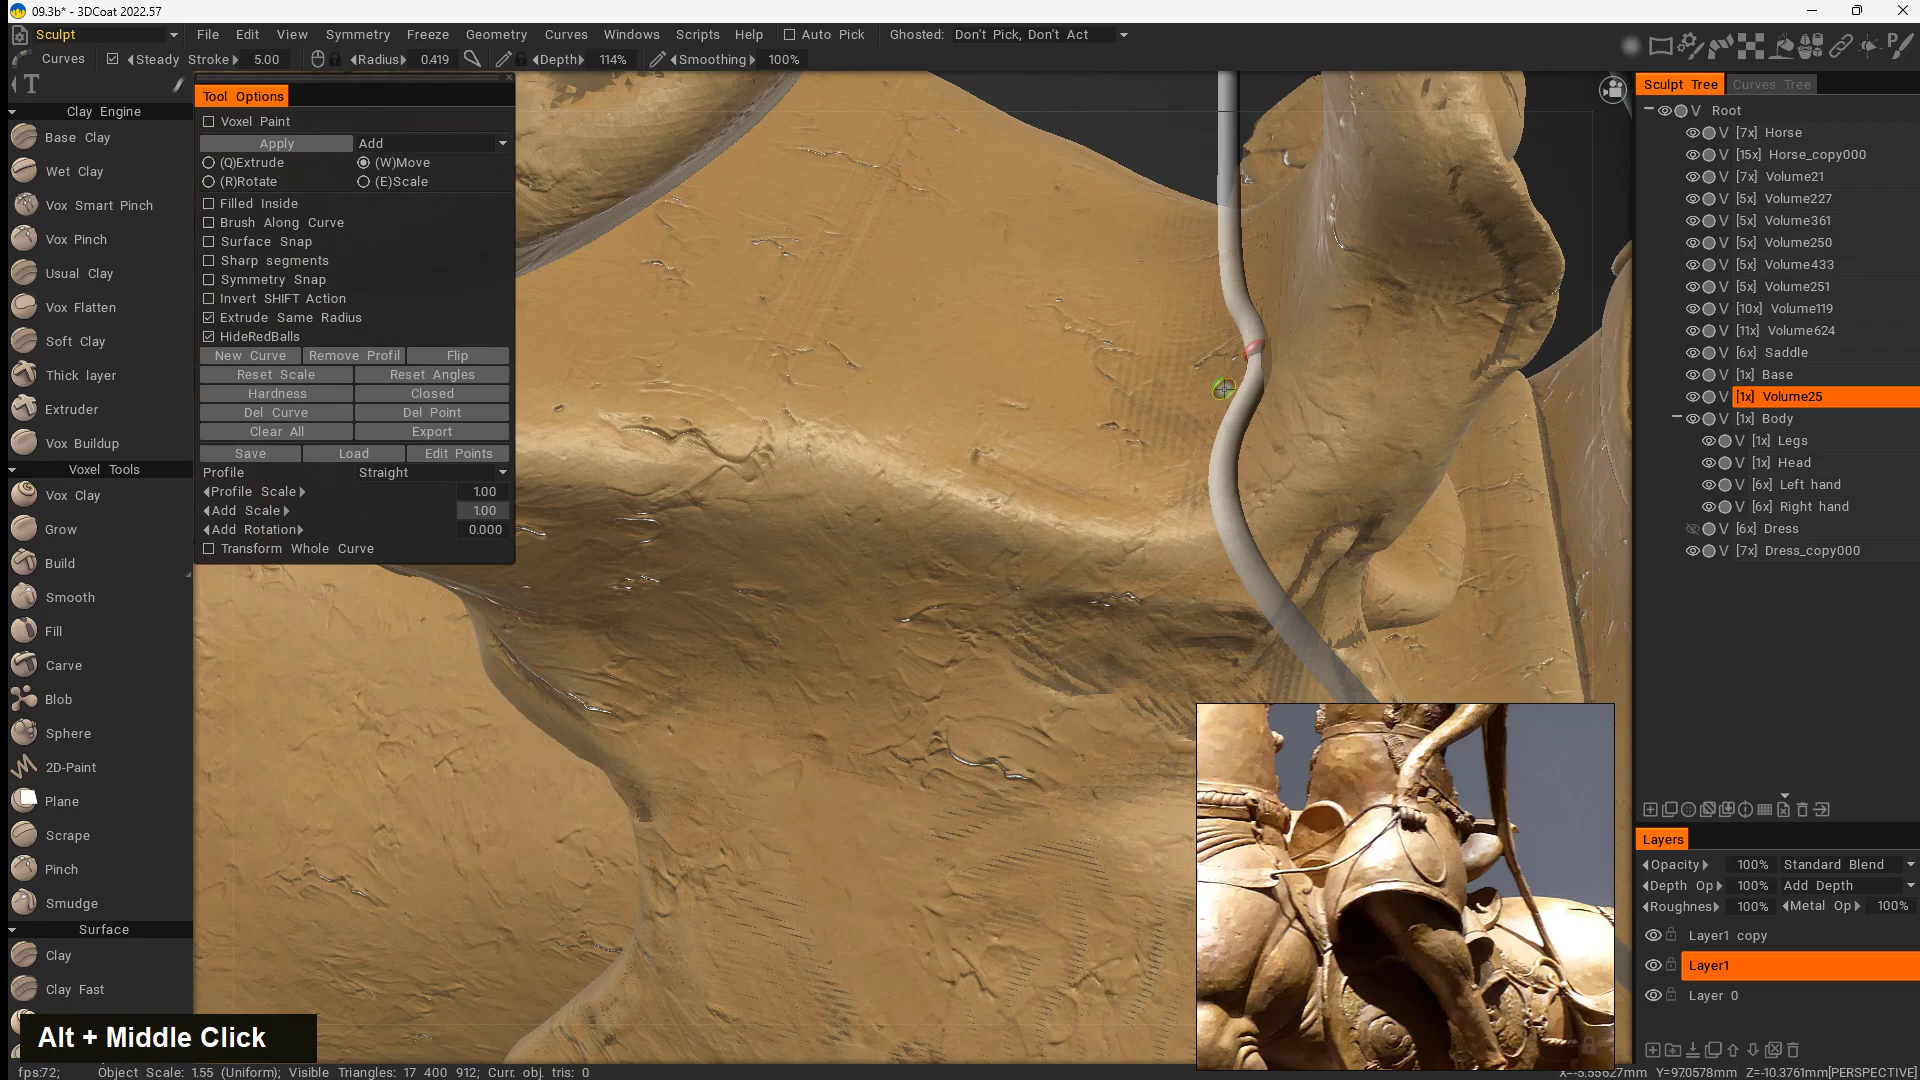 09.3b* - 3DCoat 2022.57
Sculpt File Edit View Symmetry Freeze Geometry Curves Windows Scripts Help Auto Pick Ghosted: Don't Pick, Don't Act
Curves Steady Stroke 5.00 Radius 0.419 Depth 114% Smoothing 100%
Clay Engine
Base Clay
Wet Clay
Vox Smart Pinch
Vox Pinch
Usual Clay
Vox Flatten
Soft Clay
Thick layer
Extruder
Vox Buildup
Voxel Tools
Vox Clay
Grow
Build
Smooth
Fill
Carve
Blob
Sphere
2D-Paint
Plane
Scrape
Pinch
Smudge
Surface
Clay
Clay Fast
Tool Options
Voxel Paint
Apply Add
(Q)Extrude (W)Move
(R)Rotate (E)Scale
Filled Inside
Brush Along Curve
Surface Snap
Sharp segments
Symmetry Snap
Invert SHIFT Action
Extrude Same Radius
HideRedBalls
New Curve Remove Profil Flip
Reset Scale Reset Angles
Hardness Closed
Del Curve Del Point
Clear All Export
Save Load Edit Points
Profile Straight
Profile Scale 1.00
Add Scale 1.00
Add Rotation 0.000
Transform Whole Curve
Sculpt Tree Curves Tree
V Root
V [7x] Horse
V [15x] Horse_copy000
V [7x] Volume21
V [5x] Volume227
V [5x] Volume361
V [5x] Volume250
V [5x] Volume433
V [5x] Volume251
V [10x] Volume119
V [11x] Volume624
V [6x] Saddle
V [1x] Base
V [1x] Volume25
V [1x] Body
V [1x] Legs
V [1x] Head
V [6x] Left hand
V [6x] Right hand
V [6x] Dress
V [7x] Dress_copy000
Layers
Opacity 100% Standard Blend
Depth Op 100% Add Depth
Roughness 100% Metal Op 100%
Layer1 copy
Layer1
Layer 0
Alt + Middle Click
fps:72; Object Scale: 1.55 (Uniform); Visible Triangles: 17 400 912; Curr. obj. tris: 0 X=-5.55627mm Y=97.0578mm Z=-10.3761mm[PERSPECTIVE]